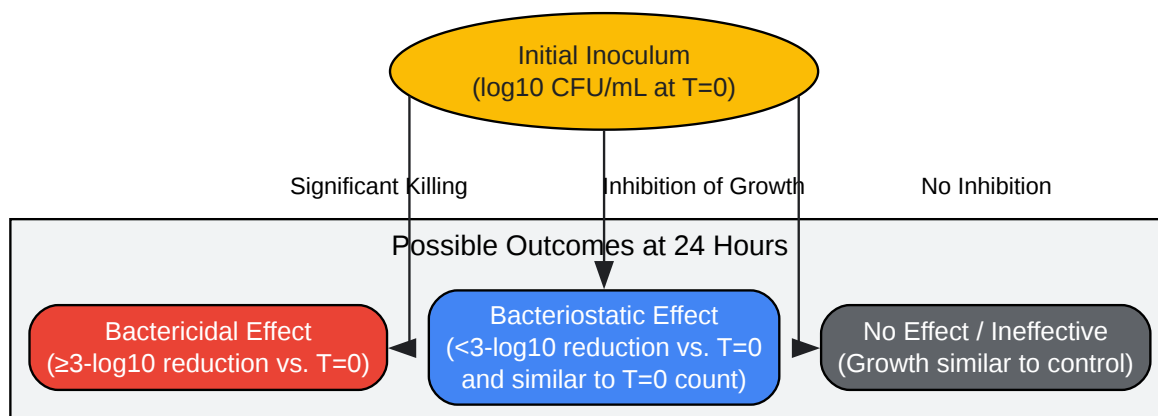 Initial Inoculum
(log10 CFU/mL at T=0)
Significant Killing
Inhibition of Growth
No Inhibition
Possible Outcomes at 24 Hours
Bactericidal Effect
(≥3-log10 reduction vs. T=0)
Bacteriostatic Effect
(<3-log10 reduction vs. T=0
and similar to T=0 count)
No Effect / Ineffective
(Growth similar to control)